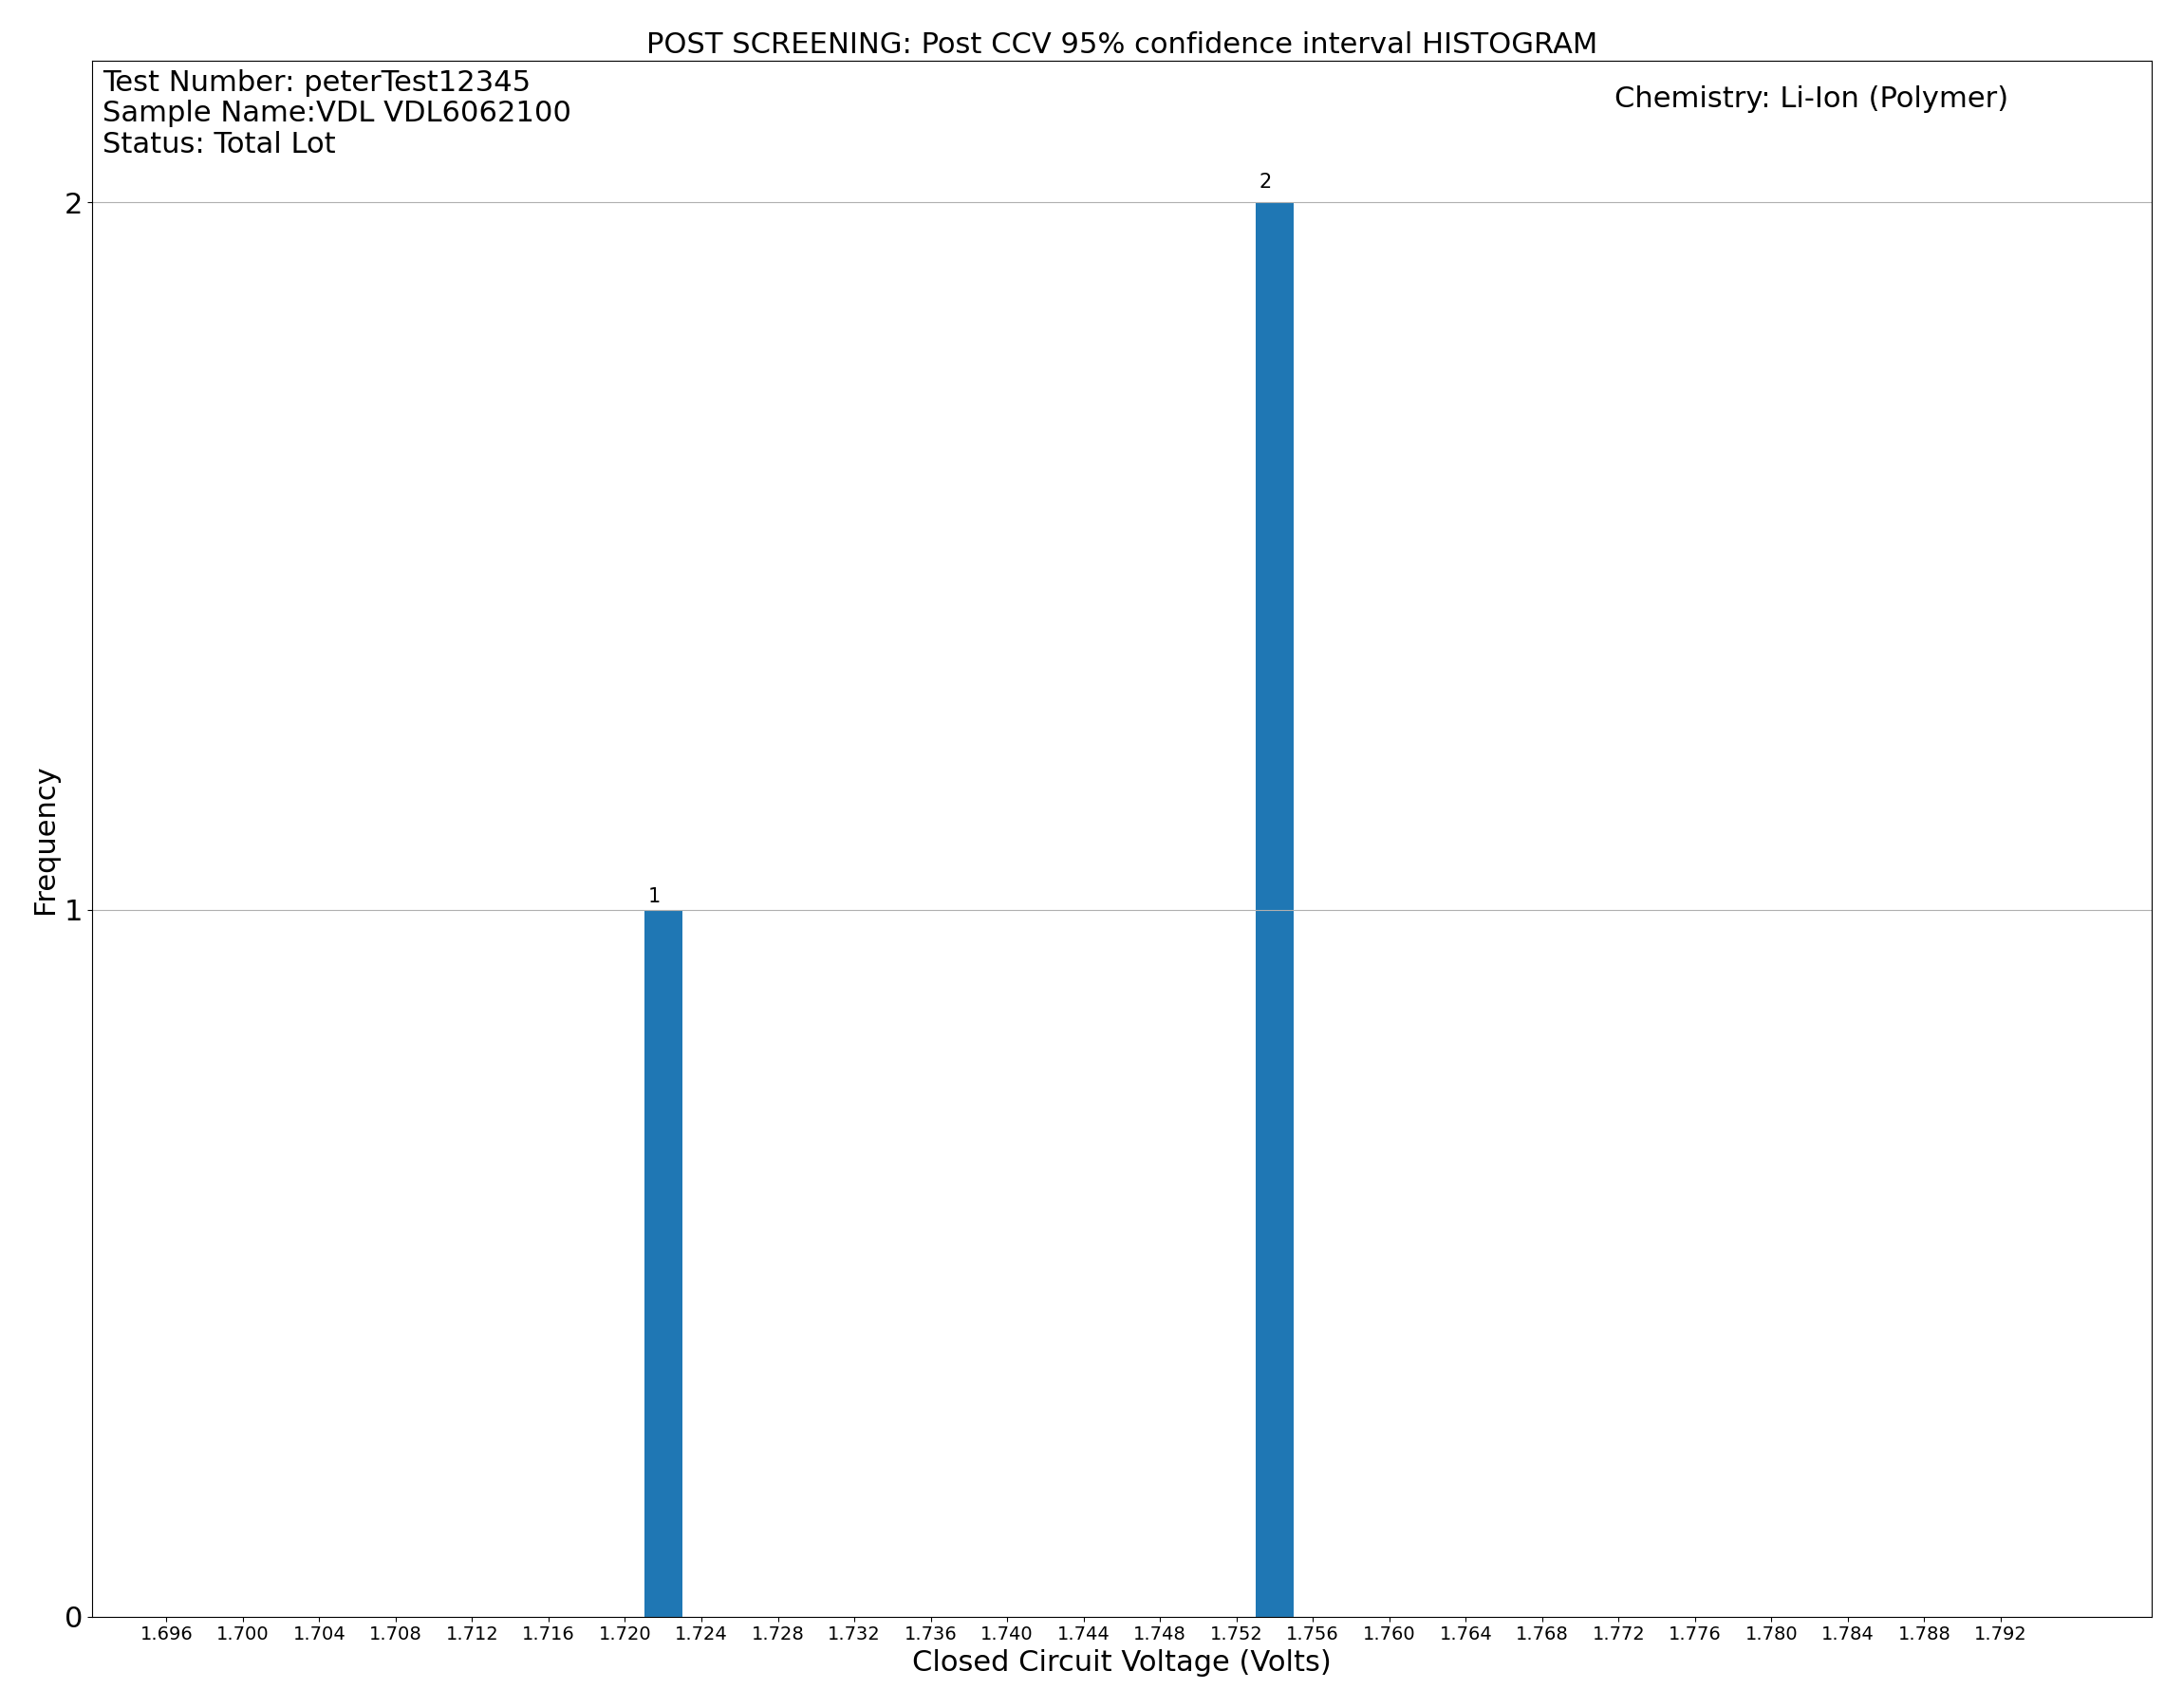 POST SCREENING: Post CCV 95% confidence interval HISTOGRAM
Test Number: peterTest12345
Sample Name:VDL VDL6062100
Status: Total Lot
Chemistry: Li-Ion (Polymer)
2
2
1
1
0
Frequency
1.696 1.700 1.704 1.708 1.712 1.716 1.720 1.724 1.728 1.732 1.736 1.740 1.744 1.748 1.752 1.756 1.760 1.764 1.768 1.772 1.776 1.780 1.784 1.788 1.792
Closed Circuit Voltage (Volts)